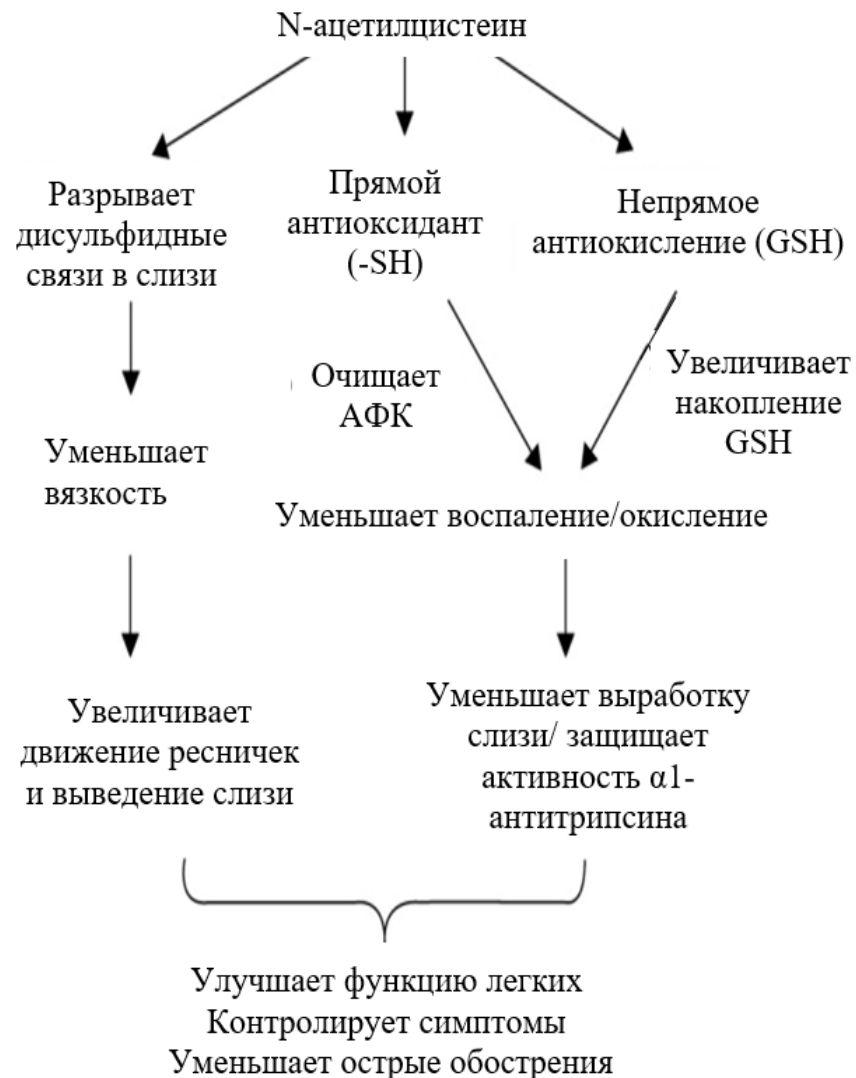 N-ацетилцистеин
Разрывает
дисульфидные
связи в слизи
Прямой
антиоксидант
(-SH)
Непрямое
антиокисление (GSH)
Очищает
АФК
Увеличивает
накопление
GSH
Уменьшает
вязкость
Уменьшает воспаление/окисление
Увеличивает
движение ресничек
и выведение слизи
Уменьшает выработку
слизи/ защищает
активность α1-
антитрипсина
Улучшает функцию легких
Контролирует симптомы
Уменьшает острые обострения